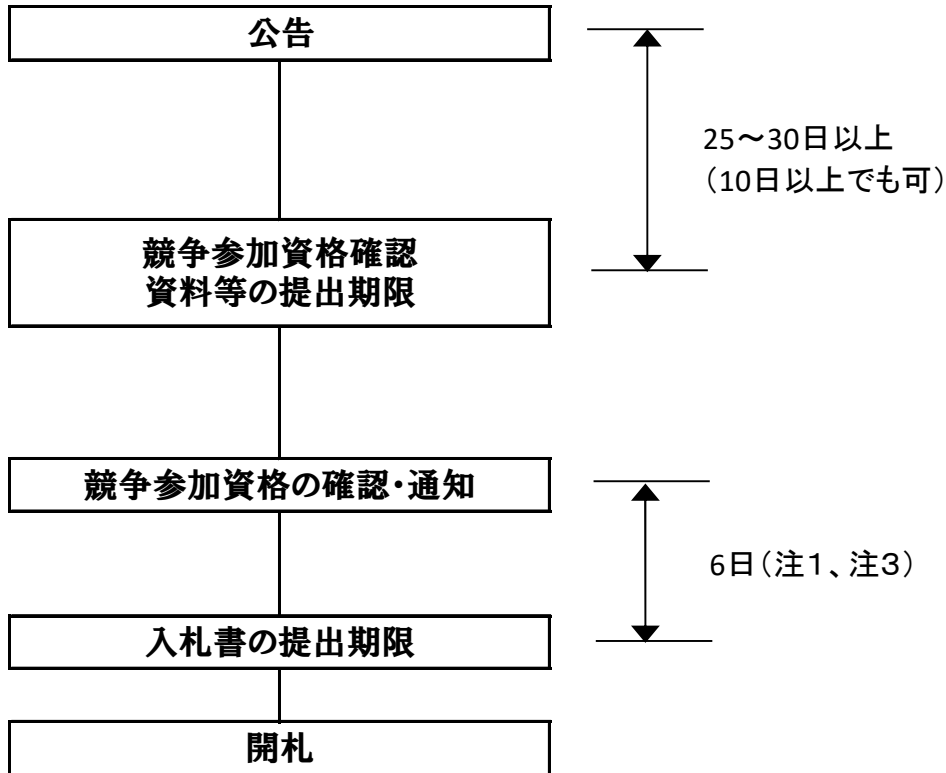 公告
25～30日以上
（10日以上でも可）
競争参加資格確認
資料等の提出期限
競争参加資格の確認・通知
6日（注１、注３）
入札書の提出期限
開札